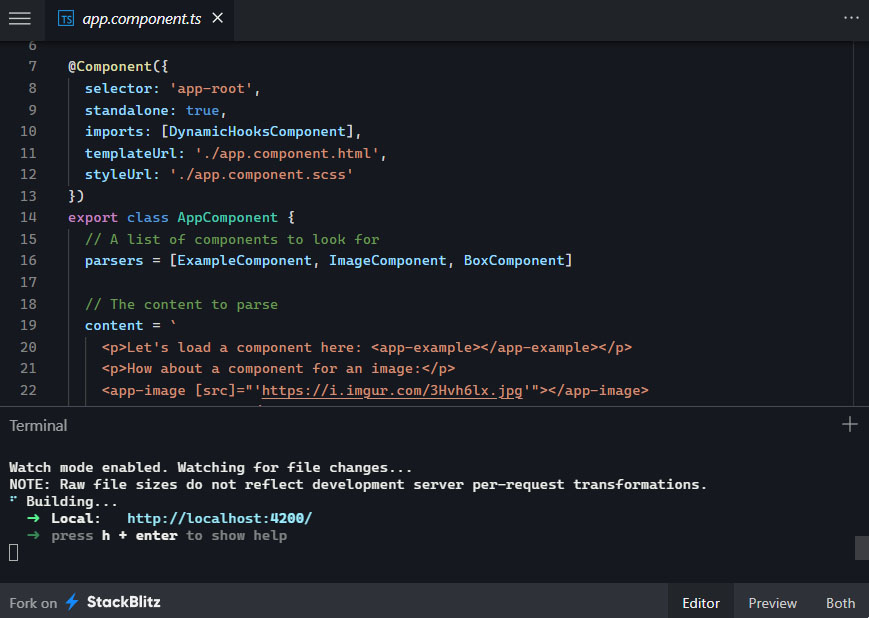 TS app.component.ts
6
7 @Component({
8 selector: 'app-root',
9 standalone: true,
10 imports: [DynamicHooksComponent],
11 templateUrl: './app.component.html',
12 styleUrl: './app.component.scss'
13 })
14 export class AppComponent {
15 // A list of components to look for
16 parsers = [ExampleComponent, ImageComponent, BoxComponent]
17
18 // The content to parse
19 content = `
20 <p>Let's load a component here: <app-example></app-example></p>
21 <p>How about a component for an image:</p>
22 <app-image [src]="'https://i.imgur.com/3Hvh6lx.jpg'"></app-image>
Terminal
Watch mode enabled. Watching for file changes...
NOTE: Raw file sizes do not reflect development server per-request transformations.
Building...
➜ Local: http://localhost:4200/
➜ press h + enter to show help
Fork on StackBlitz
Editor Preview Both